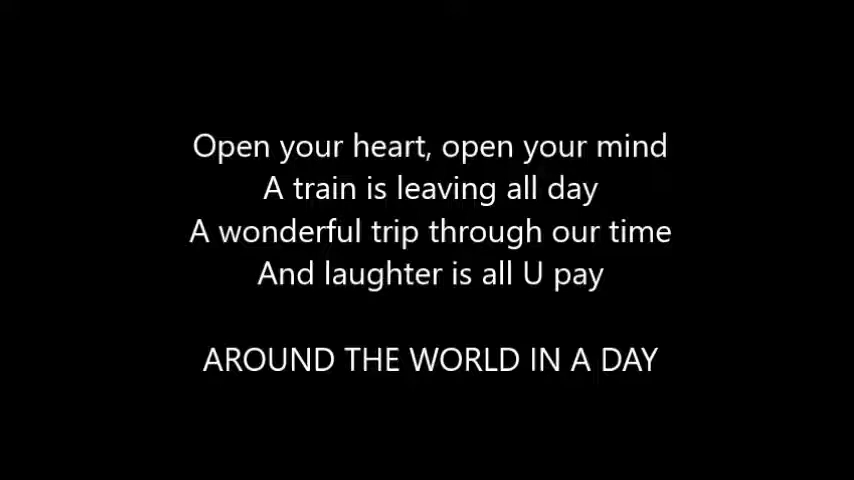 Open your heart, open your mind
A train is leaving all day
A wonderful trip through our time
And laughter is all U pay
AROUND THE WORLD IN A DAY